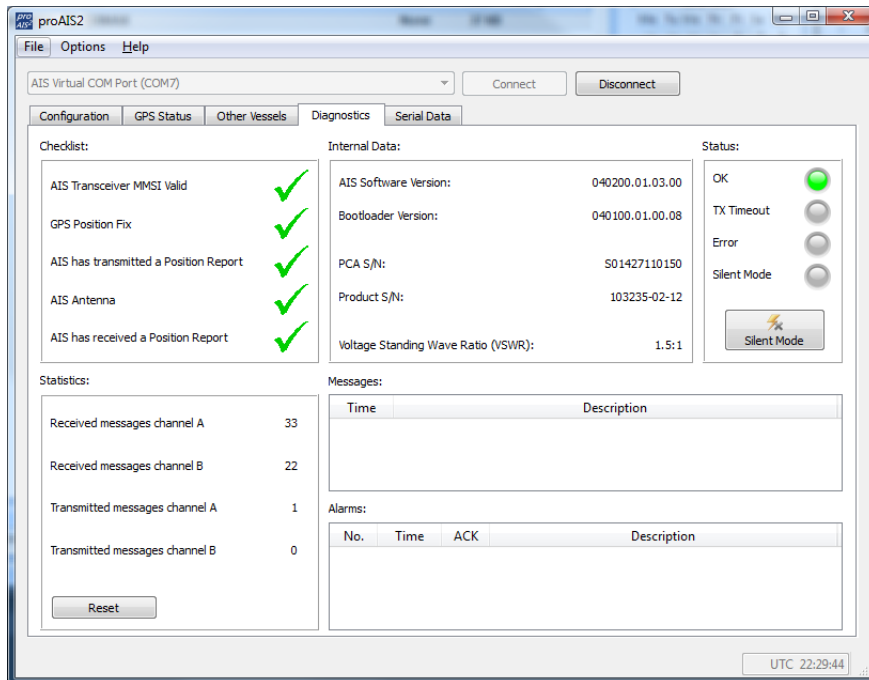 pro AIS2 proAIS2
File Options Help
AIS Virtual COM Port (COM7) Connect Disconnect
Configuration GPS Status Other Vessels Diagnostics Serial Data
Checklist:
AIS Transceiver MMSI Valid
GPS Position Fix
AIS has transmitted a Position Report
AIS Antenna
AIS has received a Position Report
Internal Data:
AIS Software Version: 040200.01.03.00
Bootloader Version: 040100.01.00.08
PCA S/N: S01427110150
Product S/N: 103235-02-12
Voltage Standing Wave Ratio (VSWR): 1.5:1
Status:
OK
TX Timeout
Error
Silent Mode
Silent Mode
Statistics:
Received messages channel A 33
Received messages channel B 22
Transmitted messages channel A 1
Transmitted messages channel B 0
Reset
Messages:
Time Description
Alarms:
No. Time ACK Description
UTC 22:29:44